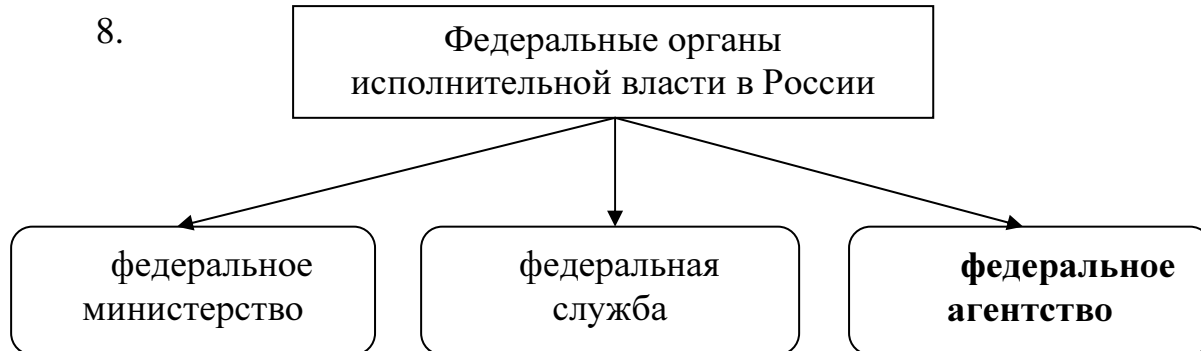 8.
Федеральные органы
исполнительной власти в России
федеральное
министерство
федеральная
служба
федеральное
агентство